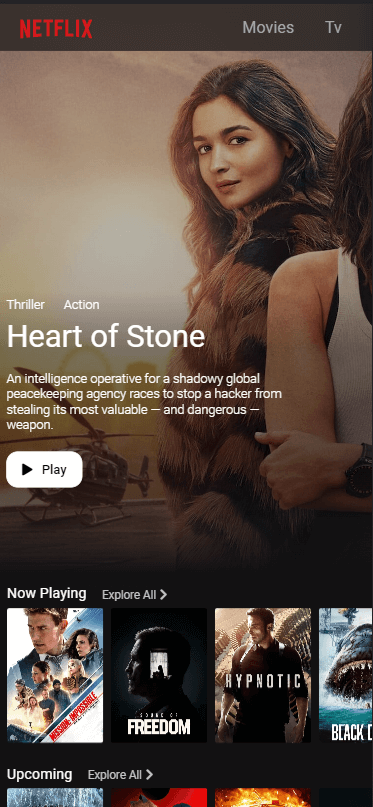 NETFLIX
Movies Tv
Thriller Action
Heart of Stone
An intelligence operative for a shadowy global
peacekeeping agency races to stop a hacker from
stealing its most valuable — and dangerous —
weapon.
Play
Now Playing Explore All
MISSION: IMPOSSIBLE
SOUND OF
FREEDOM
HYPNOTIC
BLACK D
Upcoming Explore All